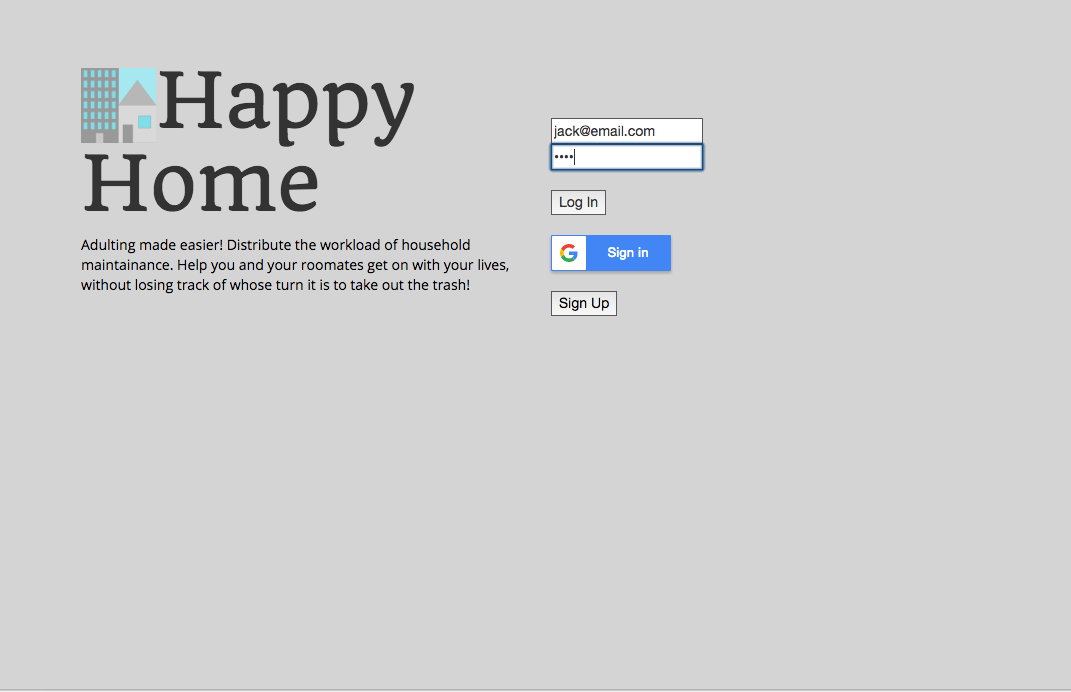 Happy
Home
Adulting made easier! Distribute the workload of household
maintainance. Help you and your roomates get on with your lives,
without losing track of whose turn it is to take out the trash!
jack@email.com
••••
Log In
Sign in
Sign Up